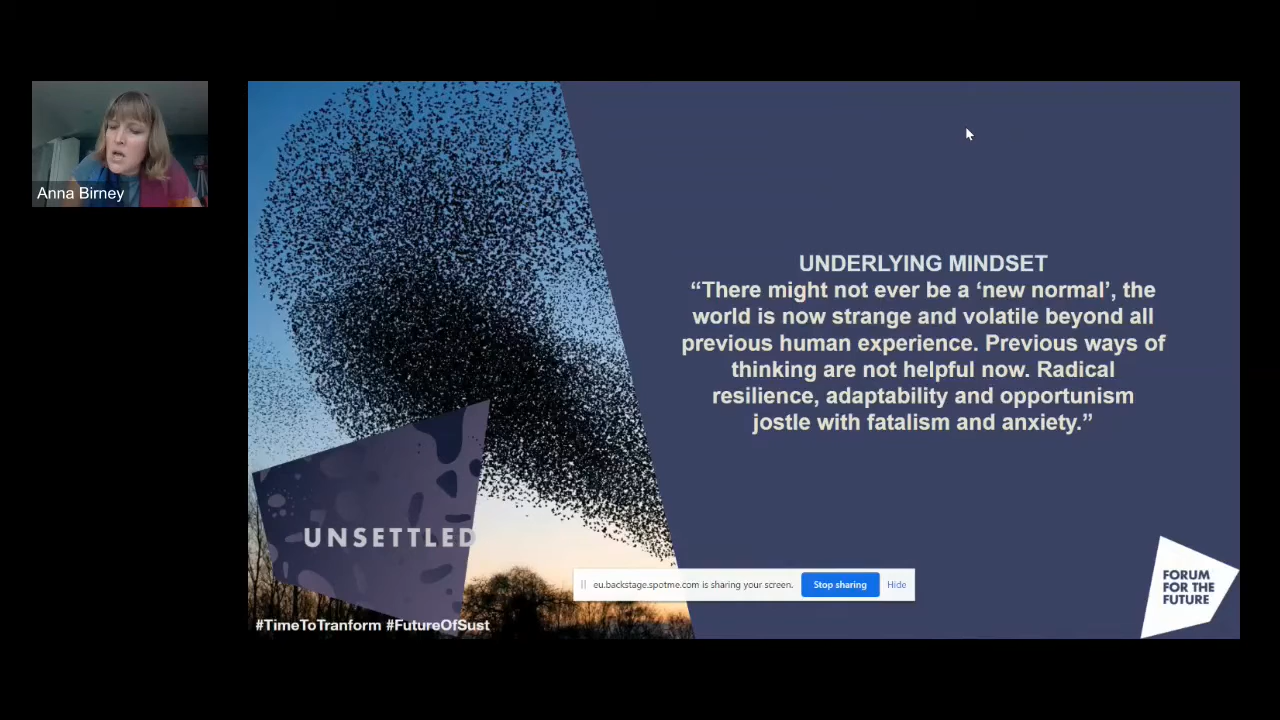 Anna Birney
UNDERLYING MINDSET
“There might not ever be a ‘new normal’, the
world is now strange and volatile beyond all
previous human experience. Previous ways of
thinking are not helpful now. Radical
resilience, adaptability and opportunism
jostle with fatalism and anxiety.”
UNSETTLED
eu.backstage.spotme.com is sharing your screen.
Stop sharing
Hide
FORUM
FOR THE
FUTURE
#TimeToTranform #FutureOfSust